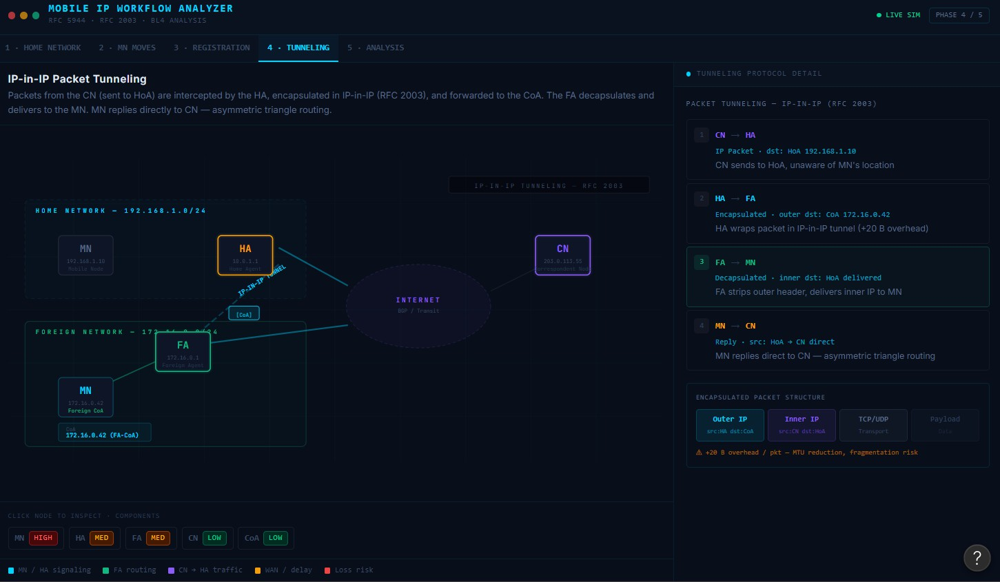 MOBILE IP WORKFLOW ANALYZER
RFC 5944 · RFC 2003 · BL4 ANALYSIS
LIVE SIM
PHASE 4 / 5
1 · HOME NETWORK
2 · MN MOVES
3 · REGISTRATION
4 · TUNNELING
5 · ANALYSIS
IP-in-IP Packet Tunneling
Packets from the CN (sent to HoA) are intercepted by the HA, encapsulated in IP-in-IP (RFC 2003), and forwarded to the CoA. The FA decapsulates and
delivers to the MN. MN replies directly to CN — asymmetric triangle routing.
IP-IN-IP TUNNELING — RFC 2003
HOME NETWORK — 192.168.1.0/24
MN
192.168.1.10
Mobile Node
HA
10.0.1.1
Home Agent
CN
203.0.113.55
Correspondent Node
IP-IN-IP TUNNEL
[CoA]
INTERNET
BGP / Transit
FOREIGN NETWORK — 172.16.0.0/24
FA
172.16.0.1
Foreign Agent
MN
172.16.0.42
Foreign CoA
CoA
172.16.0.42 (FA-CoA)
CLICK NODE TO INSPECT · COMPONENTS
MN HIGH
HA MED
FA MED
CN LOW
CoA LOW
MN / HA signaling
FA routing
CN → HA traffic
WAN / delay
Loss risk
TUNNELING PROTOCOL DETAIL
PACKET TUNNELING — IP-IN-IP (RFC 2003)
1 CN → HA
IP Packet · dst: HoA 192.168.1.10
CN sends to HoA, unaware of MN's location
2 HA → FA
Encapsulated · outer dst: CoA 172.16.0.42
HA wraps packet in IP-in-IP tunnel (+20 B overhead)
3 FA → MN
Decapsulated · inner dst: HoA delivered
FA strips outer header, delivers inner IP to MN
4 MN → CN
Reply · src: HoA → CN direct
MN replies direct to CN — asymmetric triangle routing
ENCAPSULATED PACKET STRUCTURE
Outer IP
src:HA dst:CoA
Inner IP
src:CN dst:HoA
TCP/UDP
Transport
Payload
Data
⚠ +20 B overhead / pkt — MTU reduction, fragmentation risk
?